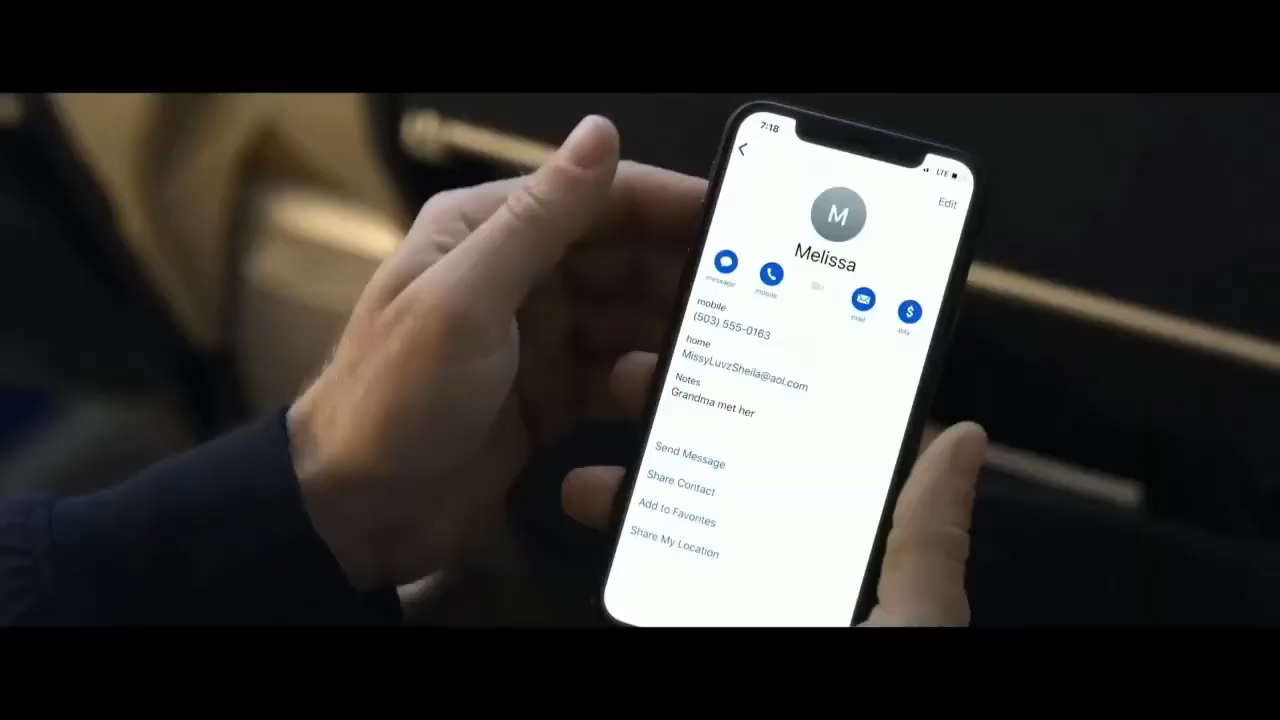 7:18
LTE
Edit
M
Melissa
message
mobile
mail
pay
$
mobile
(503) 555-0163
home
MissyLuvzSheila@aol.com
Notes
Grandma met her
Send Message
Share Contact
Add to Favorites
Share My Location